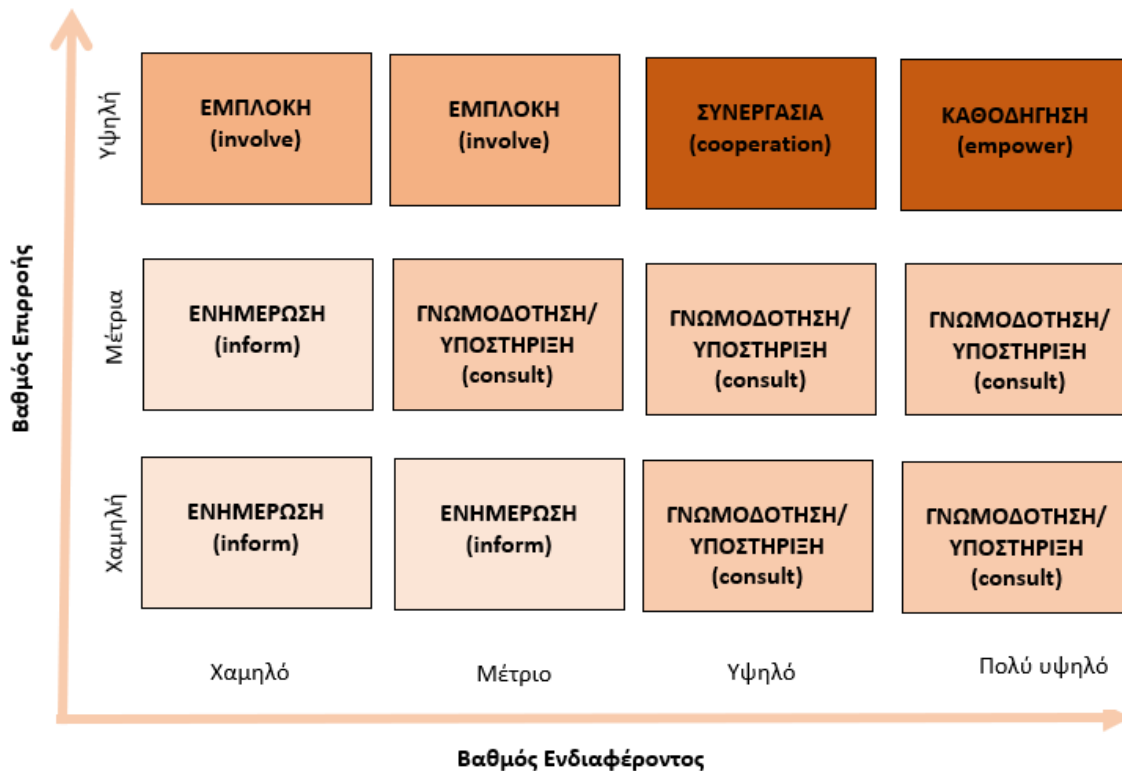 Βαθμός Επιρροής
Υψηλή
ΕΜΠΛΟΚΗ
(involve)
ΕΜΠΛΟΚΗ
(involve)
ΣΥΝΕΡΓΑΣΙΑ
(cooperation)
ΚΑΘΟΔΗΓΗΣΗ
(empower)
Μέτρια
ΕΝΗΜΕΡΩΣΗ
(inform)
ΓΝΩΜΟΔΟΤΗΣΗ/
ΥΠΟΣΤΗΡΙΞΗ
(consult)
ΓΝΩΜΟΔΟΤΗΣΗ/
ΥΠΟΣΤΗΡΙΞΗ
(consult)
ΓΝΩΜΟΔΟΤΗΣΗ/
ΥΠΟΣΤΗΡΙΞΗ
(consult)
Χαμηλή
ΕΝΗΜΕΡΩΣΗ
(inform)
ΕΝΗΜΕΡΩΣΗ
(inform)
ΓΝΩΜΟΔΟΤΗΣΗ/
ΥΠΟΣΤΗΡΙΞΗ
(consult)
ΓΝΩΜΟΔΟΤΗΣΗ/
ΥΠΟΣΤΗΡΙΞΗ
(consult)
Χαμηλό
Μέτριο
Υψηλό
Πολύ υψηλό
Βαθμός Ενδιαφέροντος